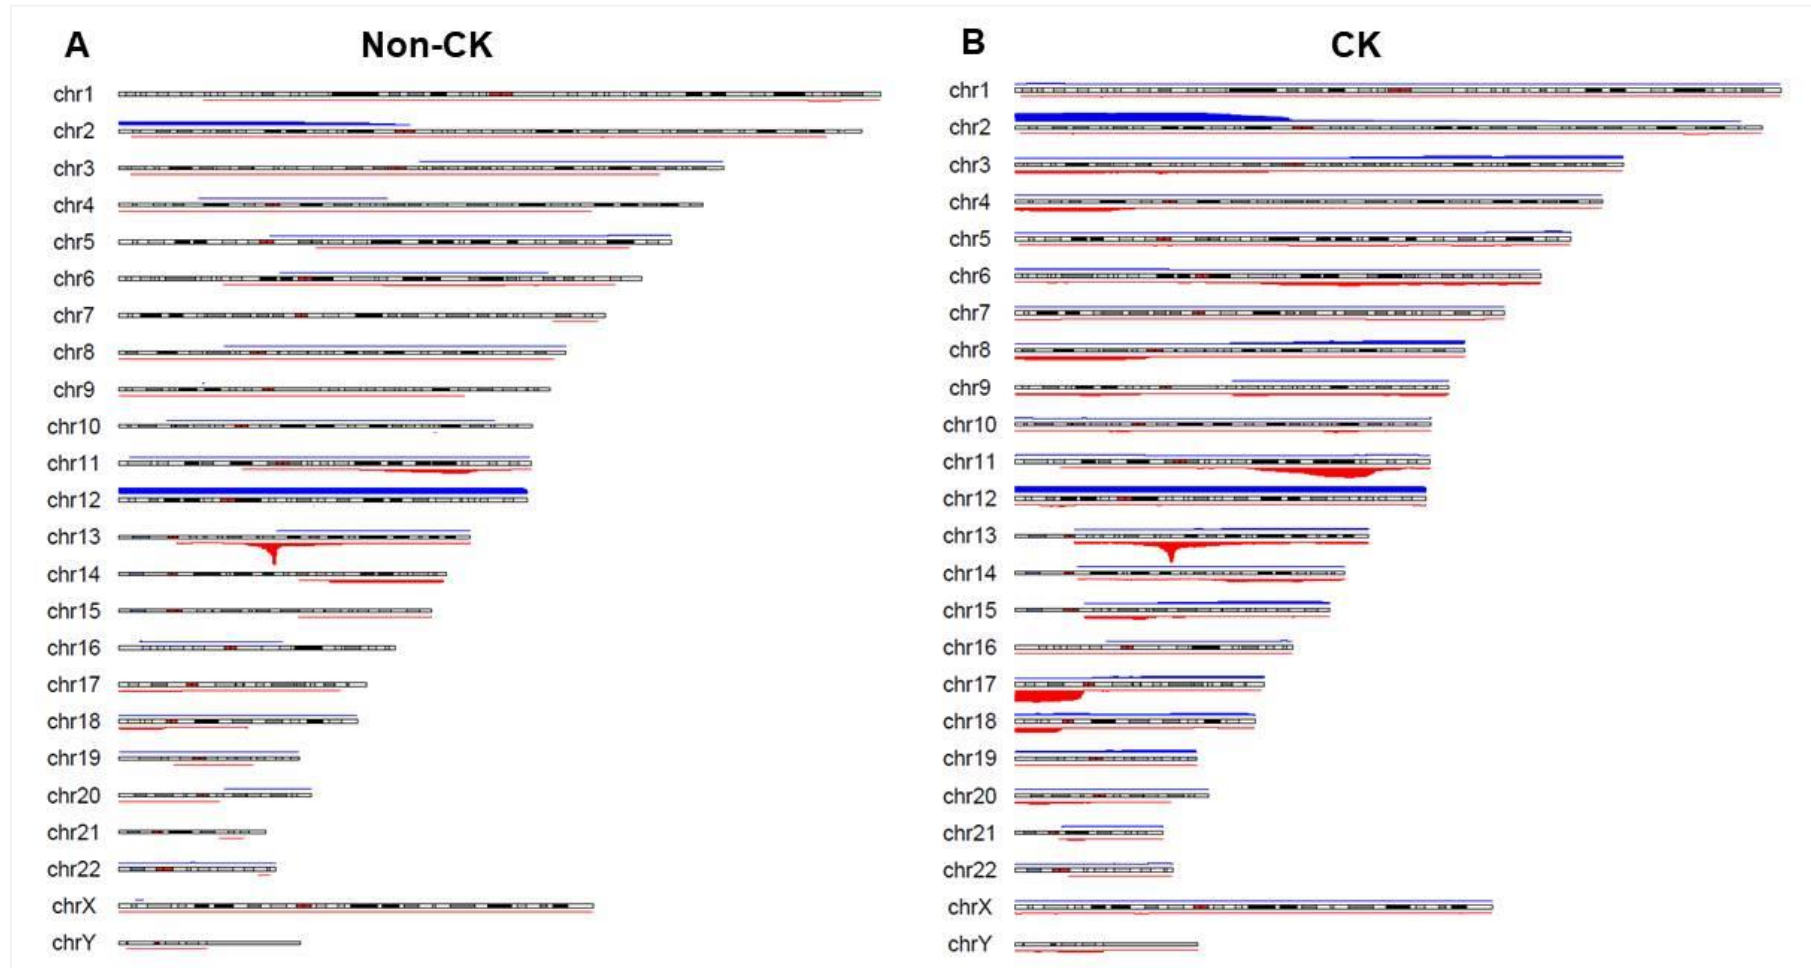 A Non-CK
chr1
chr2
chr3
chr4
chr5
chr6
chr7
chr8
chr9
chr10
chr11
chr12
chr13
chr14
chr15
chr16
chr17
chr18
chr19
chr20
chr21
chr22
chrX
chrY
B CK
chr1
chr2
chr3
chr4
chr5
chr6
chr7
chr8
chr9
chr10
chr11
chr12
chr13
chr14
chr15
chr16
chr17
chr18
chr19
chr20
chr21
chr22
chrX
chrY